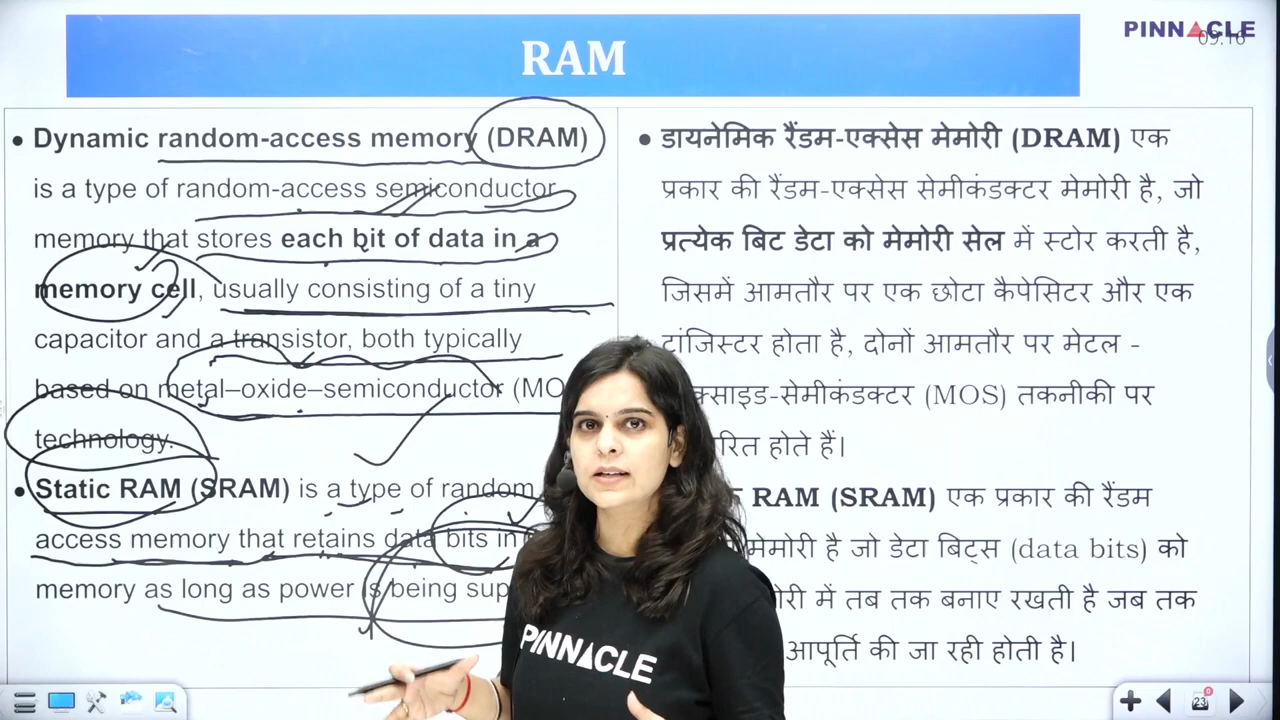 RAM
PINNACLE
09:16
• Dynamic random-access memory (DRAM)
is a type of random-access semiconductor
memory that stores each bit of data in a
memory cell, usually consisting of a tiny
capacitor and a transistor, both typically
based on metal–oxide–semiconductor (MO
technology.
• Static RAM (SRAM) is a type of random
access memory that retains data bits in
memory as long as power is being sup
• डायनेमिक रैंडम-एक्सेस मेमोरी (DRAM) एक
प्रकार की रैंडम-एक्सेस सेमीकंडक्टर मेमोरी है, जो
प्रत्येक बिट डेटा को मेमोरी सेल में स्टोर करती है,
जिसमें आमतौर पर एक छोटा कैपेसिटर और एक
ट्रांजिस्टर होता है, दोनों आमतौर पर मेटल -
क्साइड-सेमीकंडक्टर (MOS) तकनीकी पर
रित होते हैं।
RAM (SRAM) एक प्रकार की रैंडम
मेमोरी है जो डेटा बिट्स (data bits) को
ोरी में तब तक बनाए रखती है जब तक
आपूर्ति की जा रही होती है।
PINNACLE
23